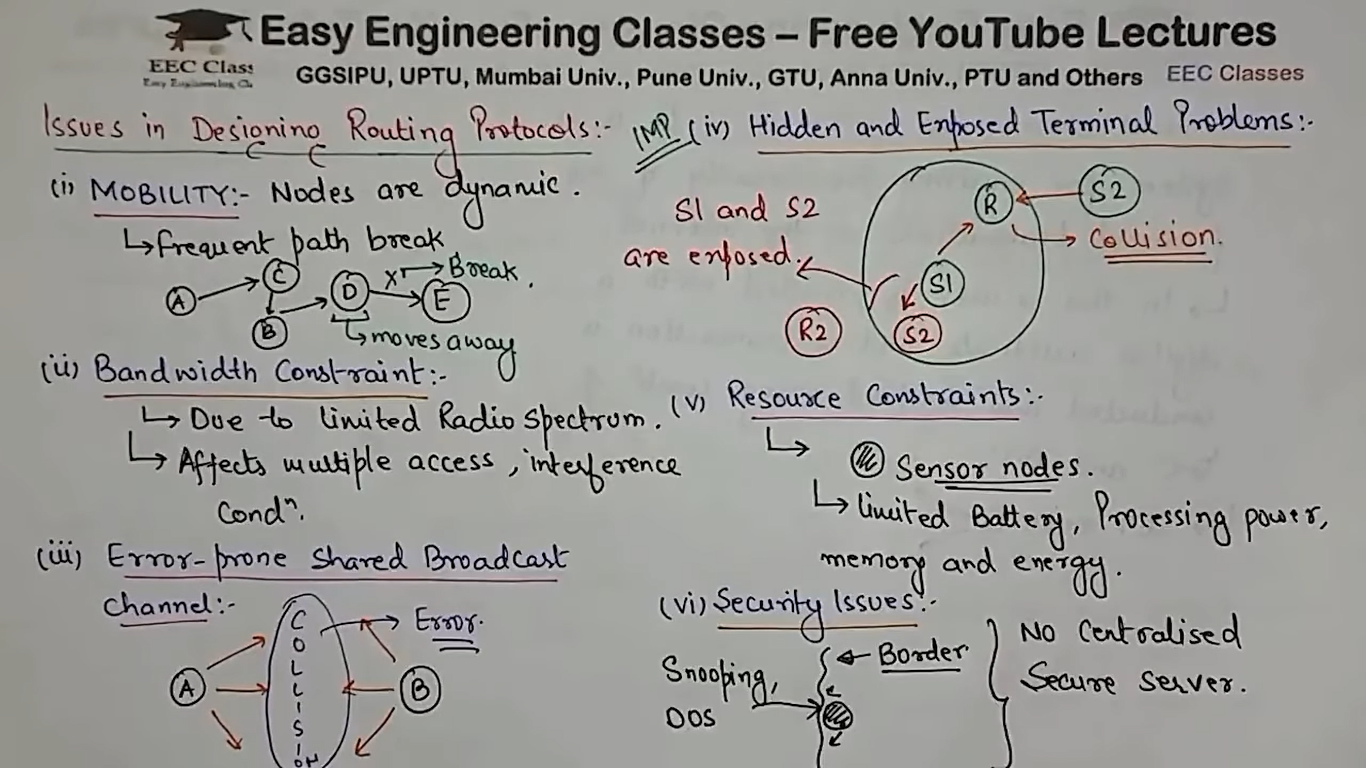 Easy Engineering Classes – Free YouTube Lectures
EEC Class
GGSIPU, UPTU, Mumbai Univ., Pune Univ., GTU, Anna Univ., PTU and Others
EEC Classes
Issues in Designing Routing Protocols:-
(i) MOBILITY:- Nodes are dynamic.
↳ frequent path break
A C B D E
X → Break.
↳ moves away
(ii) Bandwidth Constraint:-
↳ Due to limited Radio Spectrum.
↳ Affects multiple access, interference
Condⁿ.
(iii) Error-prone Shared Broadcast
Channel:-
A COLLISION B
→ Error.
IMP (iv) Hidden and Exposed Terminal Problems:-
S1 and S2
are exposed.
R S2
→ Collision.
S1
R2 S2
(v) Resource Constraints:-
↳ Sensor nodes.
↳ limited Battery, Processing power,
memory and energy.
(vi) Security Issues:-
← Border
Snooping,
DOS
No Centralised
Secure Server.